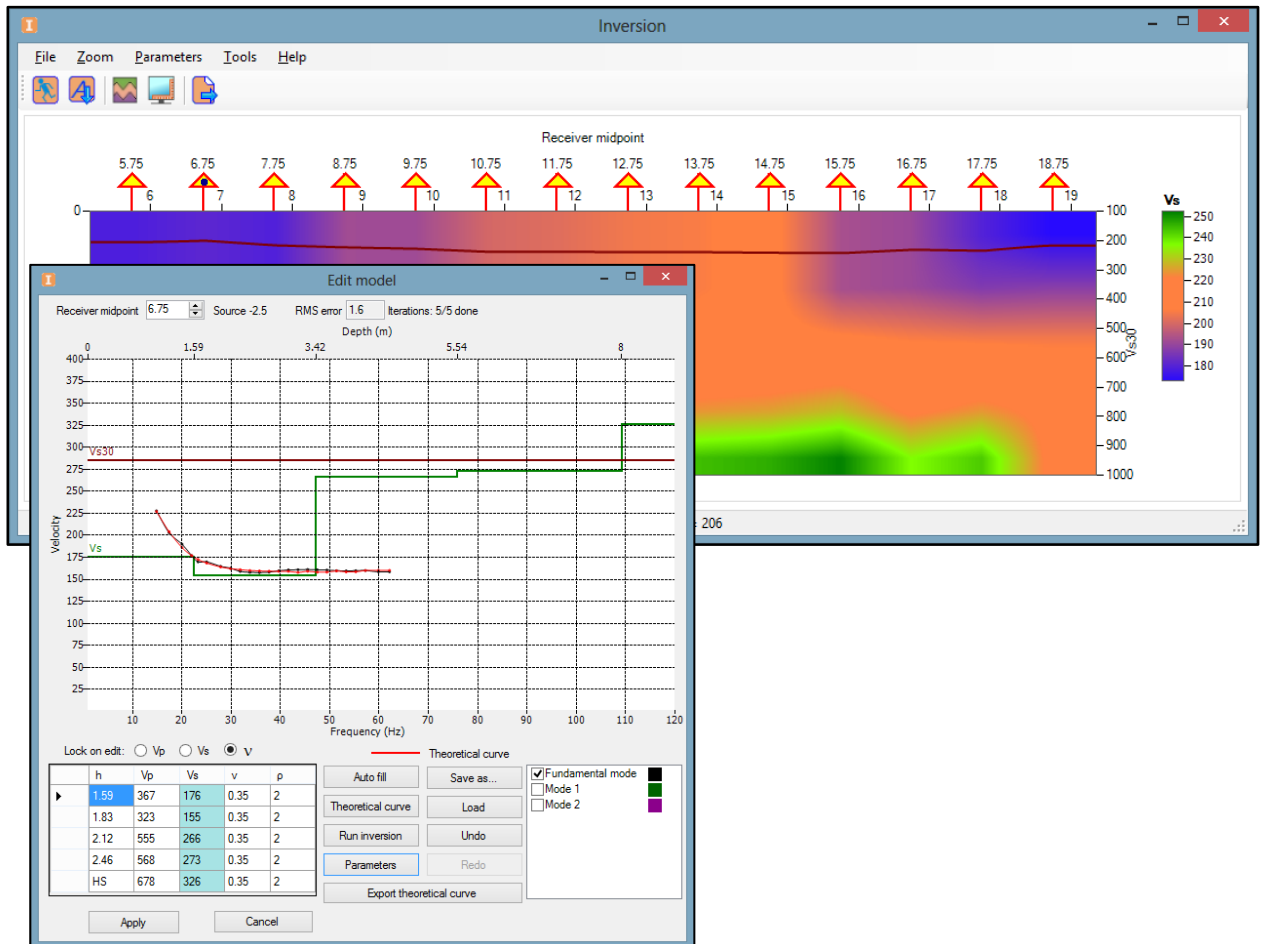 Inversion
File Zoom Parameters Tools Help
Receiver midpoint
5.75 6.75 7.75 8.75 9.75 10.75 11.75 12.75 13.75 14.75 15.75 16.75 17.75 18.75
6 7 8 9 10 11 12 13 14 15 16 17 18 19
0
100
200
300
400
500
600
700
800
900
1000
Vs30
Vs
250
240
230
220
210
200
190
180
= 206
Edit model
Receiver midpoint 6.75 Source -2.5 RMS error 1.6 Iterations: 5/5 done
Depth (m)
0 1.59 3.42 5.54 8
400
375
350
325
300
275
250
225
200
175
150
125
100
75
50
25
Velocity
Vs30
Vs
10 20 30 40 50 60 70 80 90 100 110 120
Frequency (Hz)
Lock on edit: Vp Vs ν
Theoretical curve
h Vp Vs ν ρ
1.59 367 176 0.35 2
1.83 323 155 0.35 2
2.12 555 266 0.35 2
2.46 568 273 0.35 2
HS 678 326 0.35 2
Auto fill Save as...
Theoretical curve Load
Run inversion Undo
Parameters Redo
Export theoretical curve
Fundamental mode
Mode 1
Mode 2
Apply Cancel